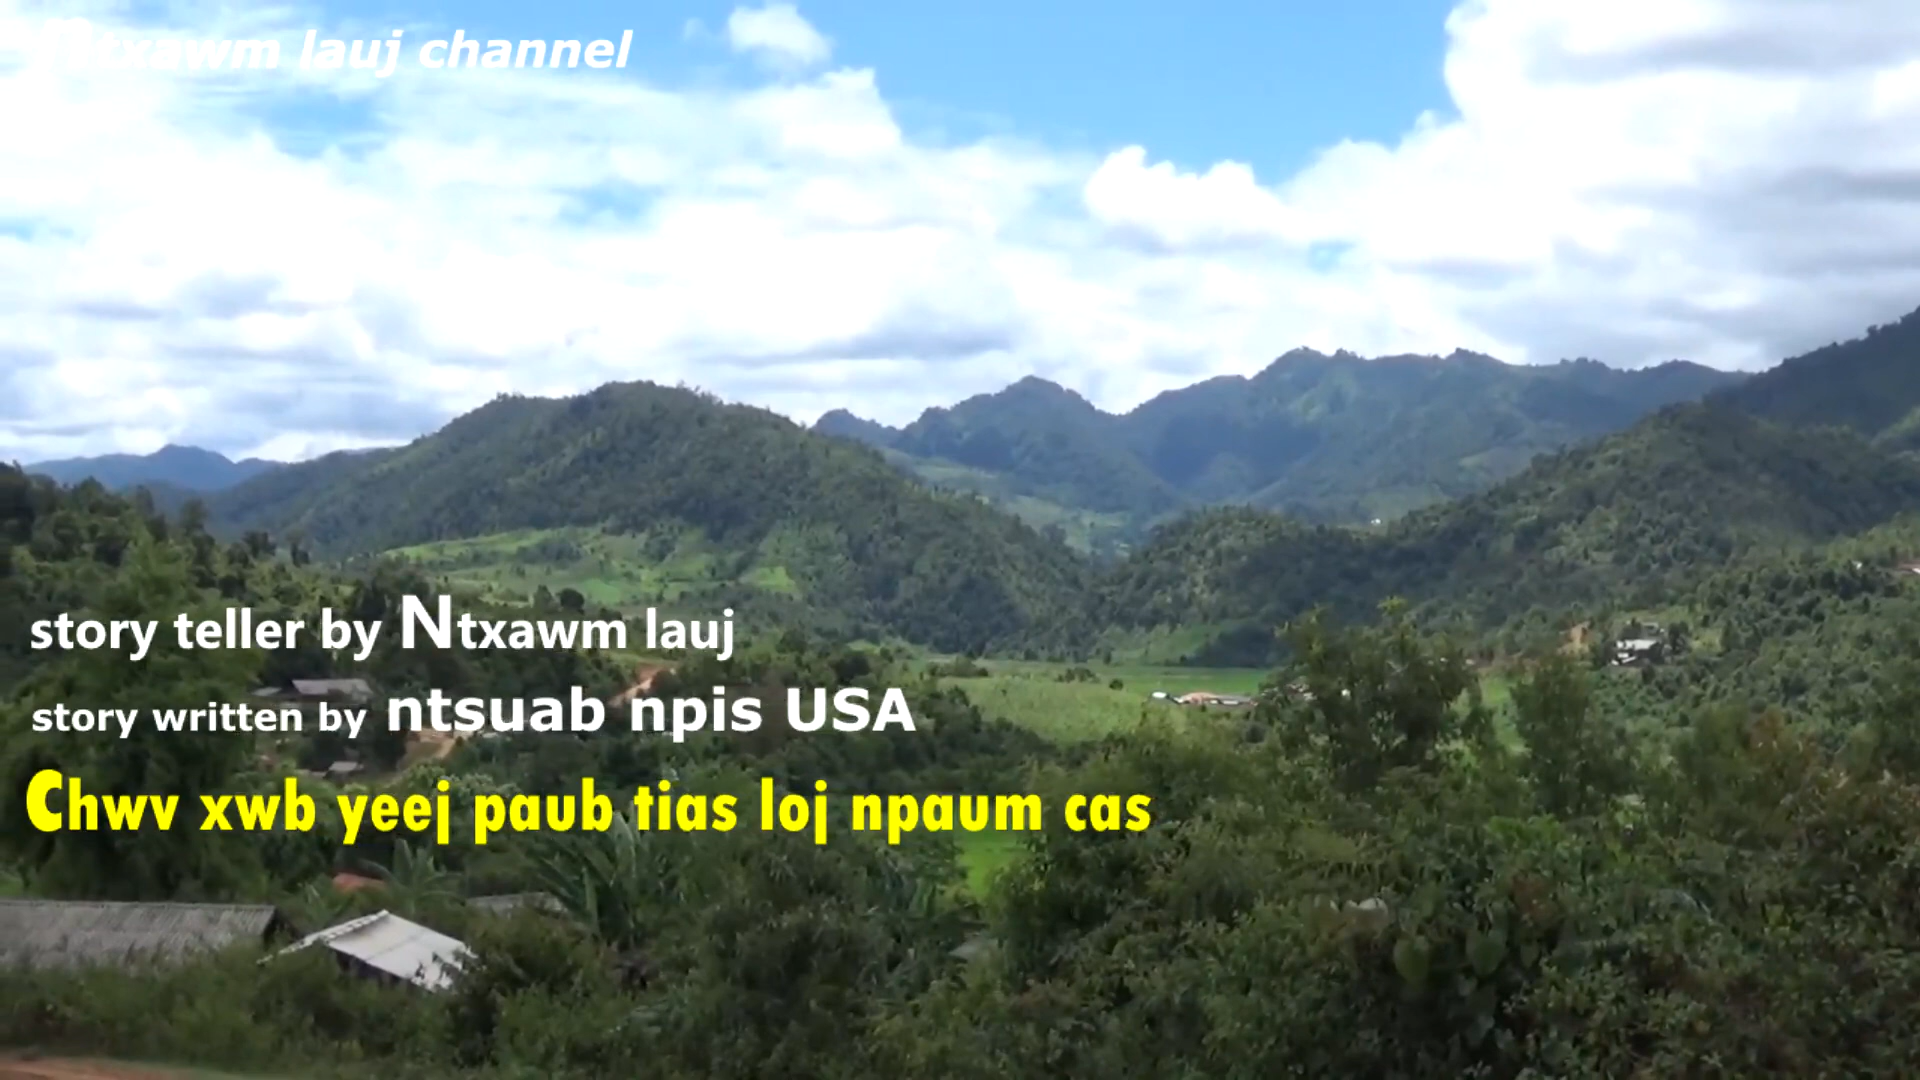 Ntxawm lauj channel
story teller by Ntxawm lauj
story written by ntsuab npis USA
Chwv xwb yeej paub tias loj npaum cas